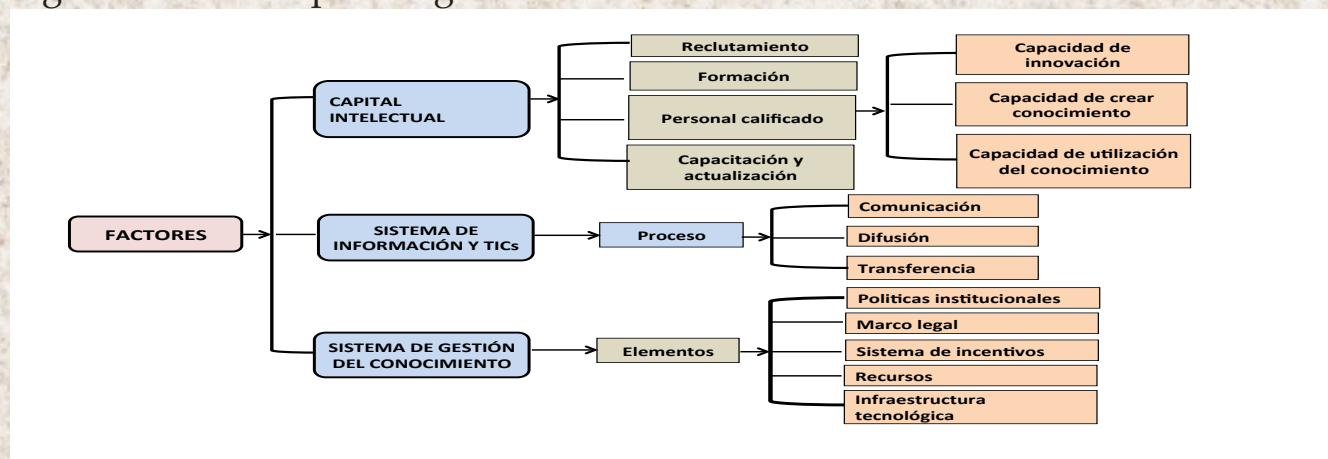 Reclutamiento
Formación
Personal calificado
Capacitación y
actualización
Capacidad de
innovación
Capacidad de crear
conocimiento
Capacidad de utilización
del conocimiento
CAPITAL
INTELECTUAL
FACTORES
SISTEMA DE
INFORMACIÓN Y TICs
Proceso
Comunicación
Difusión
Transferencia
SISTEMA DE GESTIÓN
DEL CONOCIMIENTO
Elementos
Politicas institucionales
Marco legal
Sistema de incentivos
Recursos
Infraestructura
tecnológica